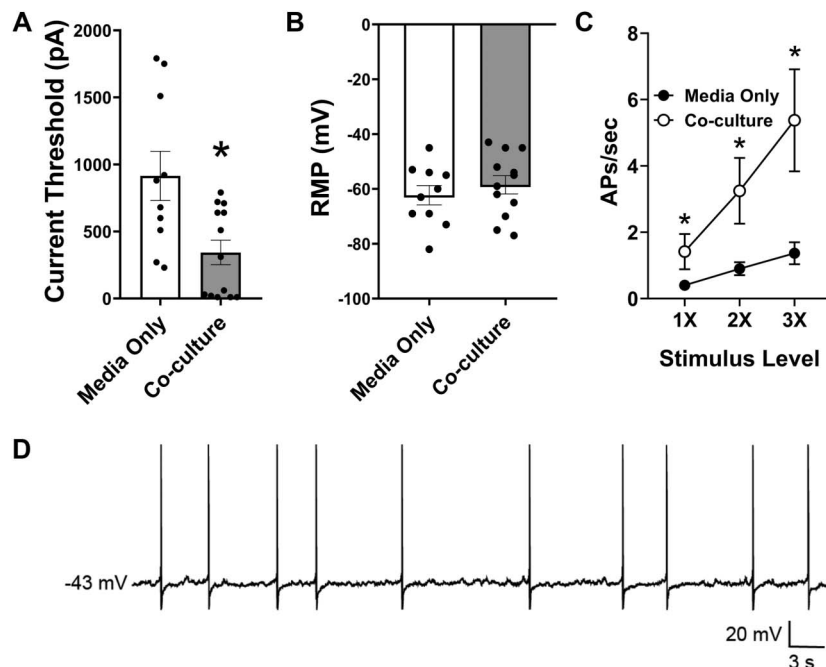 A
Current Threshold (pA)
2000
1500
1000
500
0
*
Media Only
Co-culture
B
RMP (mV)
0
-20
-40
-60
-80
-100
Media Only
Co-culture
C
APs/sec
8
6
4
2
0
Media Only
Co-culture
*
*
*
1X 2X 3X
Stimulus Level
D
-43 mV
20 mV
3 s